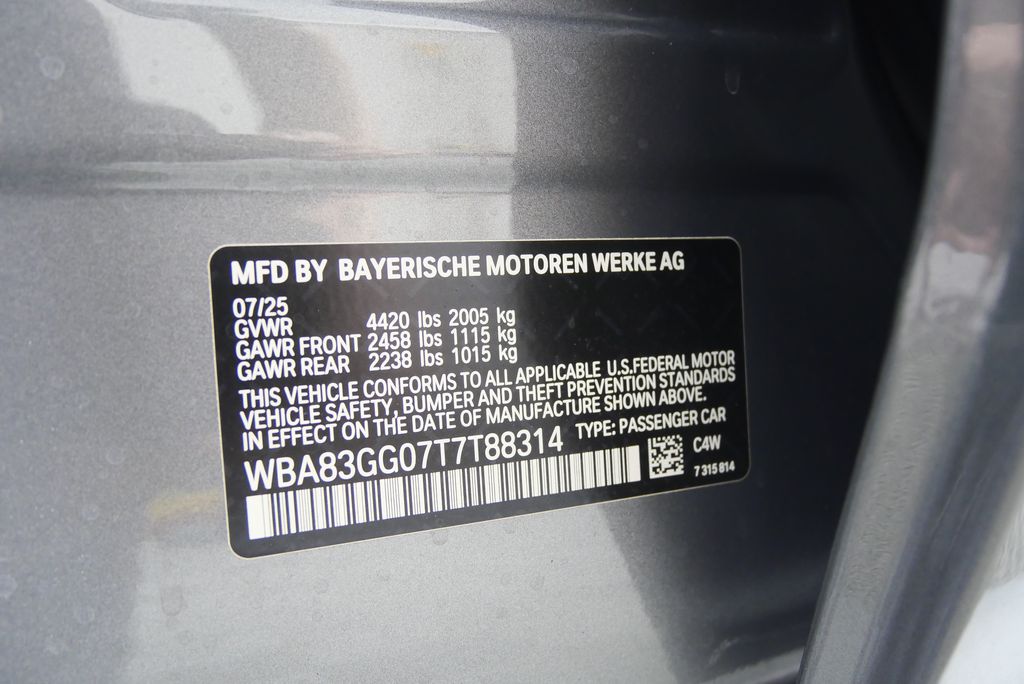 MFD BY BAYERISCHE MOTOREN WERKE AG
07/25
GVWR 4420 lbs 2005 kg
GAWR FRONT 2458 lbs 1115 kg
GAWR REAR 2238 lbs 1015 kg
THIS VEHICLE CONFORMS TO ALL APPLICABLE U.S.FEDERAL MOTOR
VEHICLE SAFETY, BUMPER AND THEFT PREVENTION STANDARDS
IN EFFECT ON THE DATE OF MANUFACTURE SHOWN ABOVE.
WBA83GG07T7T88314 TYPE: PASSENGER CAR
C4W
7 315 814